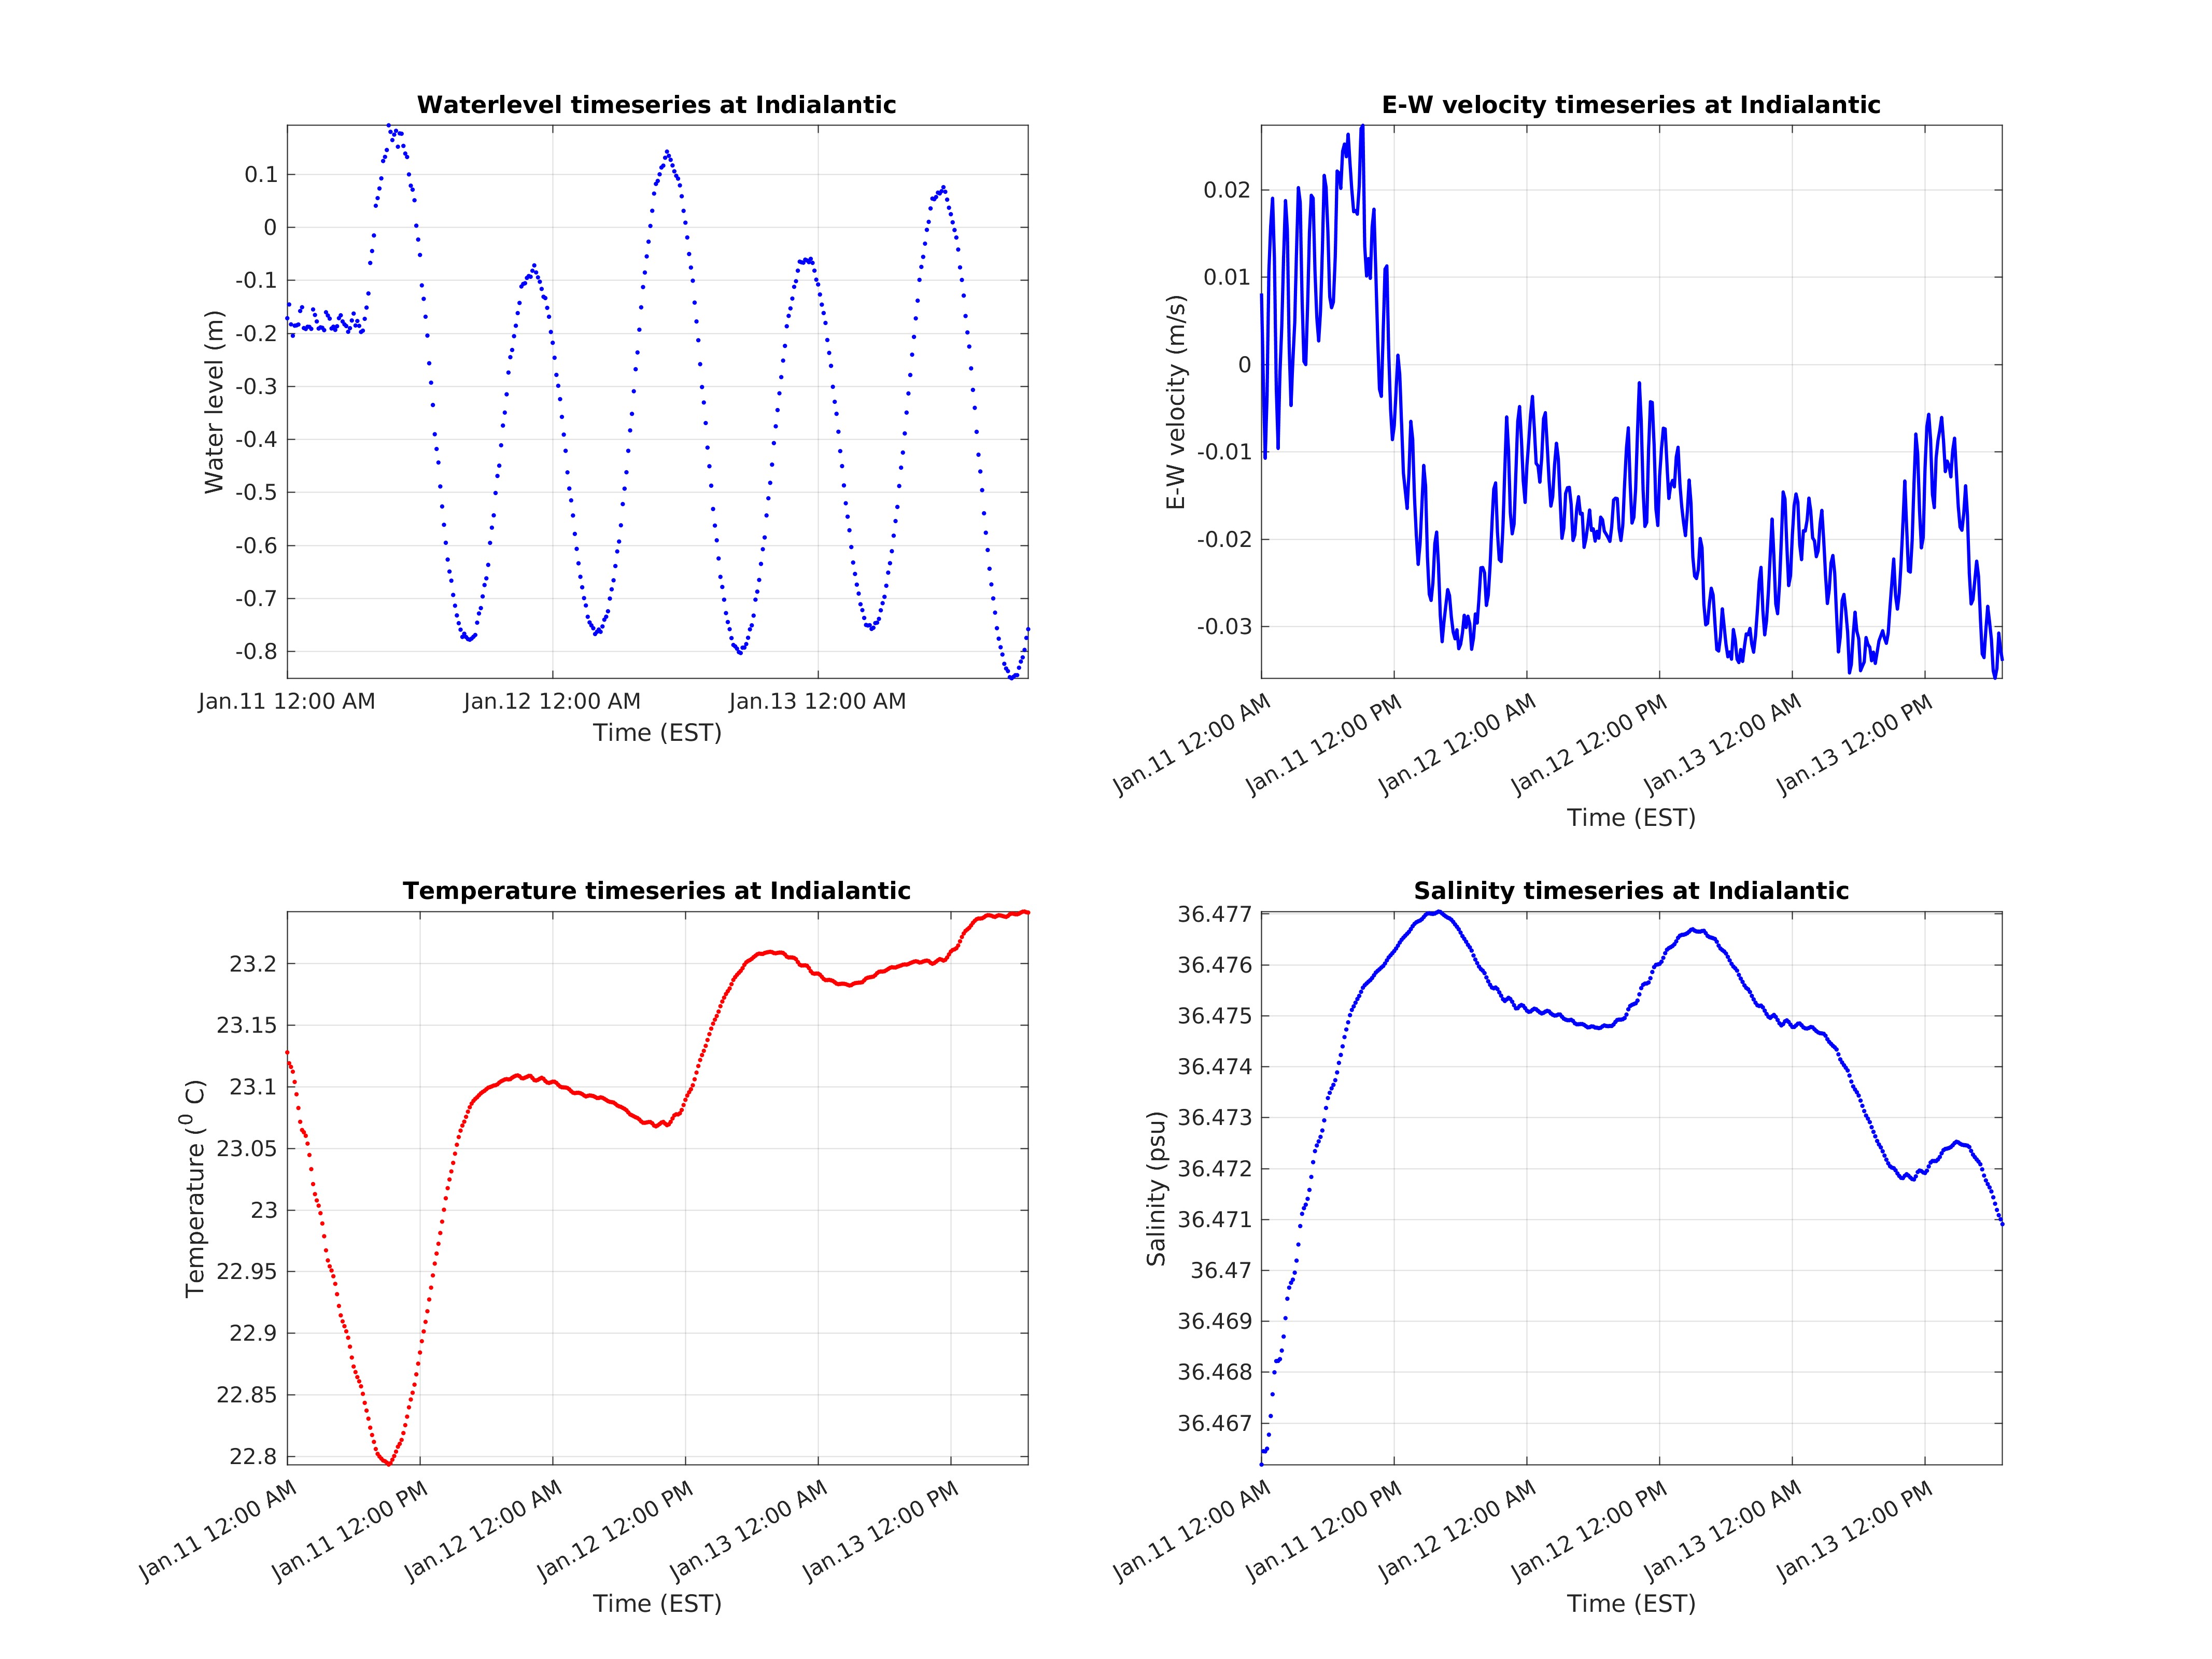 Waterlevel timeseries at Indialantic
0.1
0
-0.1
-0.2
-0.3
-0.4
-0.5
-0.6
-0.7
-0.8
Water level (m)
Jan.11 12:00 AM Jan.12 12:00 AM Jan.13 12:00 AM
Time (EST)
E-W velocity timeseries at Indialantic
0.02
0.01
0
-0.01
-0.02
-0.03
E-W velocity (m/s)
Jan.11 12:00 AM Jan.11 12:00 PM Jan.12 12:00 AM Jan.12 12:00 PM Jan.13 12:00 AM Jan.13 12:00 PM
Time (EST)
Temperature timeseries at Indialantic
23.2
23.15
23.1
23.05
23
22.95
22.9
22.85
22.8
Temperature (⁰ C)
Jan.11 12:00 AM Jan.11 12:00 PM Jan.12 12:00 AM Jan.12 12:00 PM Jan.13 12:00 AM Jan.13 12:00 PM
Time (EST)
Salinity timeseries at Indialantic
36.477
36.476
36.475
36.474
36.473
36.472
36.471
36.47
36.469
36.468
36.467
Salinity (psu)
Jan.11 12:00 AM Jan.11 12:00 PM Jan.12 12:00 AM Jan.12 12:00 PM Jan.13 12:00 AM Jan.13 12:00 PM
Time (EST)